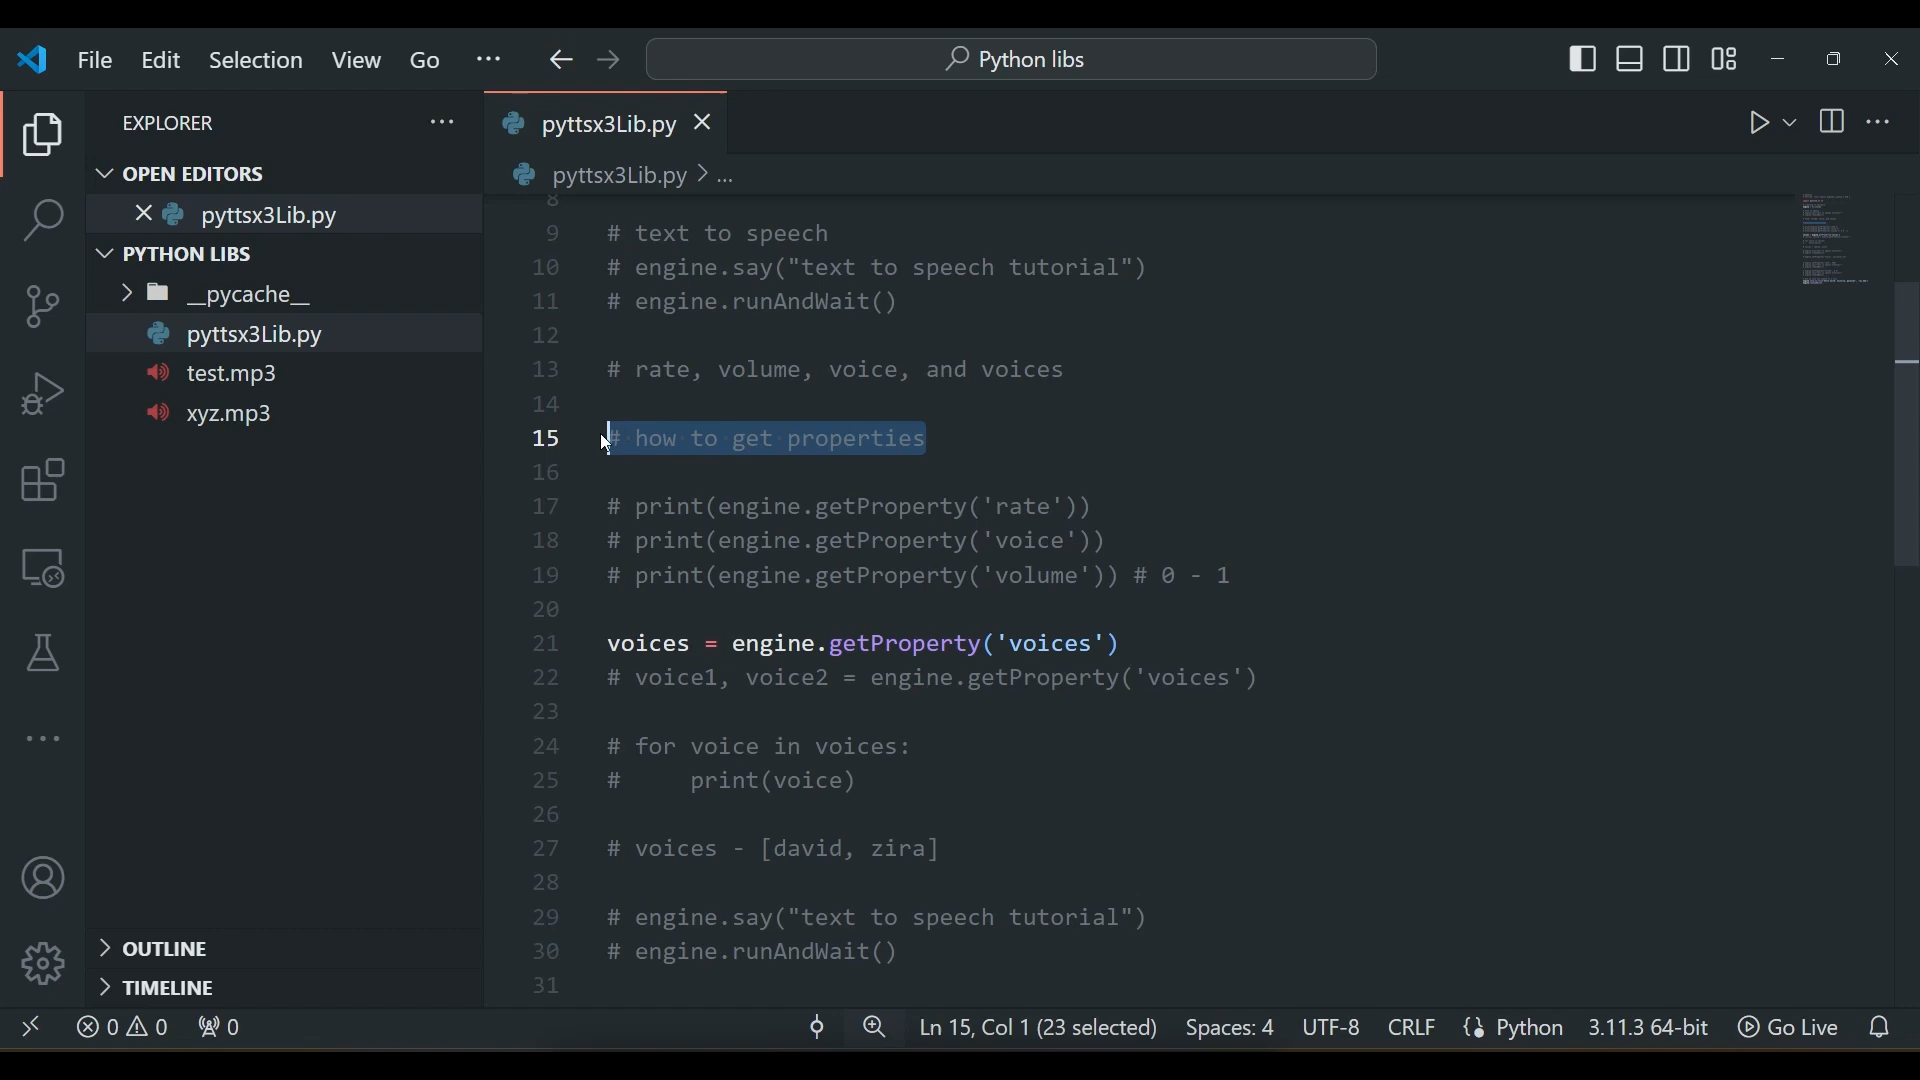 File Edit Selection View Go ··· Python libs
EXPLORER ···
OPEN EDITORS
pyttsx3Lib.py
PYTHON LIBS
__pycache__
pyttsx3Lib.py
test.mp3
xyz.mp3
OUTLINE
TIMELINE
pyttsx3Lib.py
pyttsx3Lib.py > ...
8
9 # text to speech
10 # engine.say("text to speech tutorial")
11 # engine.runAndWait()
12
13 # rate, volume, voice, and voices
14
15 # how to get properties
16
17 # print(engine.getProperty('rate'))
18 # print(engine.getProperty('voice'))
19 # print(engine.getProperty('volume')) # 0 - 1
20
21 voices = engine.getProperty('voices')
22 # voice1, voice2 = engine.getProperty('voices')
23
24 # for voice in voices:
25 #     print(voice)
26
27 # voices - [david, zira]
28
29 # engine.say("text to speech tutorial")
30 # engine.runAndWait()
31
0 0 0 Ln 15, Col 1 (23 selected) Spaces: 4 UTF-8 CRLF Python 3.11.3 64-bit Go Live